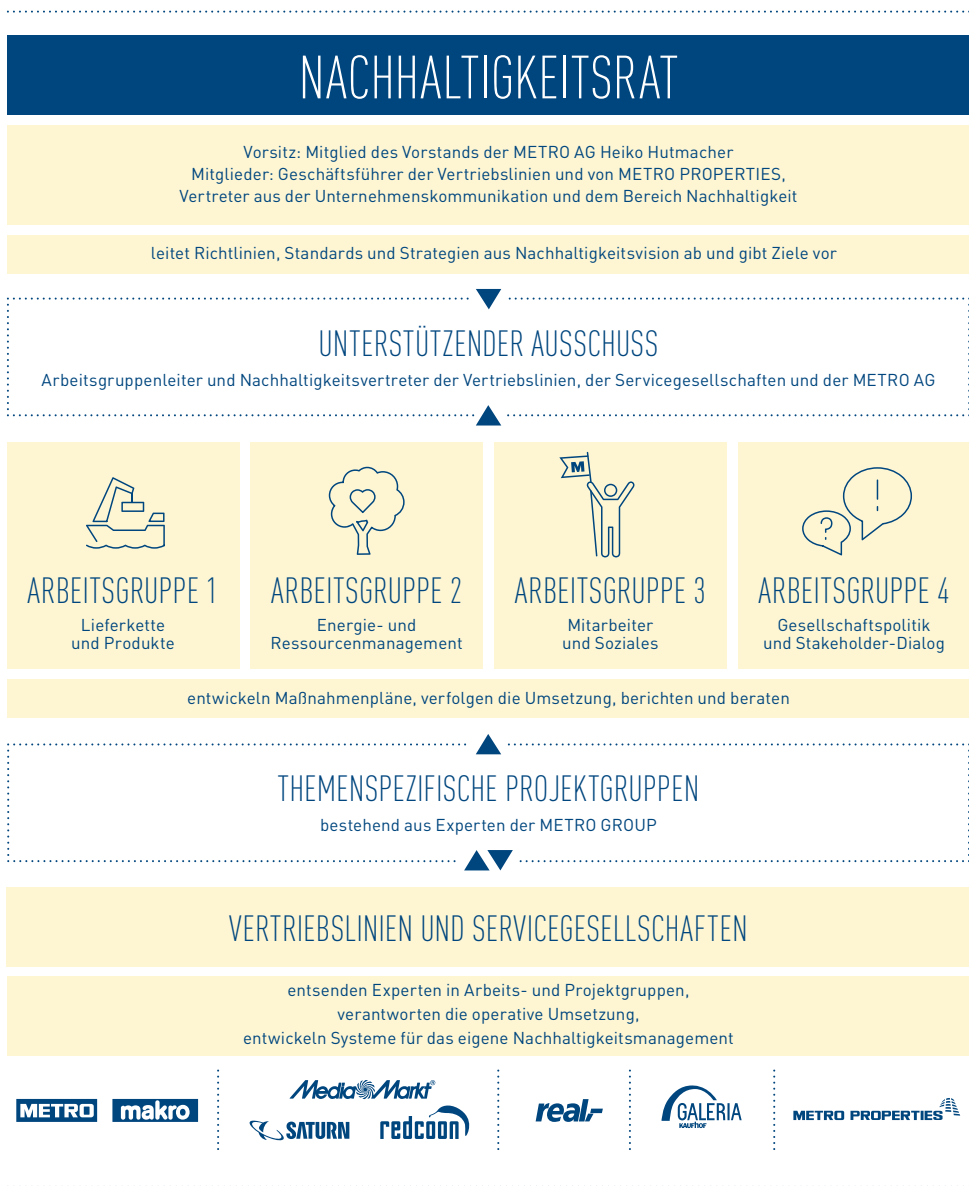 NACHHALTIGKEITSRAT
Vorsitz: Mitglied des Vorstands der METRO AG Heiko Hutmacher
Mitglieder: Geschäftsführer der Vertriebslinien und von METRO PROPERTIES,
Vertreter aus der Unternehmenskommunikation und dem Bereich Nachhaltigkeit
leitet Richtlinien, Standards und Strategien aus Nachhaltigkeitsvision ab und gibt Ziele vor
UNTERSTÜTZENDER AUSSCHUSS
Arbeitsgruppenleiter und Nachhaltigkeitsvertreter der Vertriebslinien, der Servicegesellschaften und der METRO AG
ARBEITSGRUPPE 1
Lieferkette
und Produkte
ARBEITSGRUPPE 2
Energie- und
Ressourcenmanagement
M
ARBEITSGRUPPE 3
Mitarbeiter
und Soziales
? !
ARBEITSGRUPPE 4
Gesellschaftspolitik
und Stakeholder-Dialog
entwickeln Maßnahmenpläne, verfolgen die Umsetzung, berichten und beraten
THEMENSPEZIFISCHE PROJEKTGRUPPEN
bestehend aus Experten der METRO GROUP
VERTRIEBSLINIEN UND SERVICEGESELLSCHAFTEN
entsenden Experten in Arbeits- und Projektgruppen,
verantworten die operative Umsetzung,
entwickeln Systeme für das eigene Nachhaltigkeitsmanagement
METRO makro
Media Markt®
SATURN redcoon
real,-
GALERIA
KAUFHOF
METRO PROPERTIES